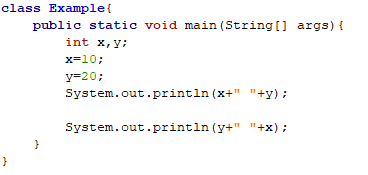 class Example{
    public static void main(String[] args){
        int x,y;
        x=10;
        y=20;
        System.out.println(x+" "+y);

        System.out.println(y+" "+x);
    }
}